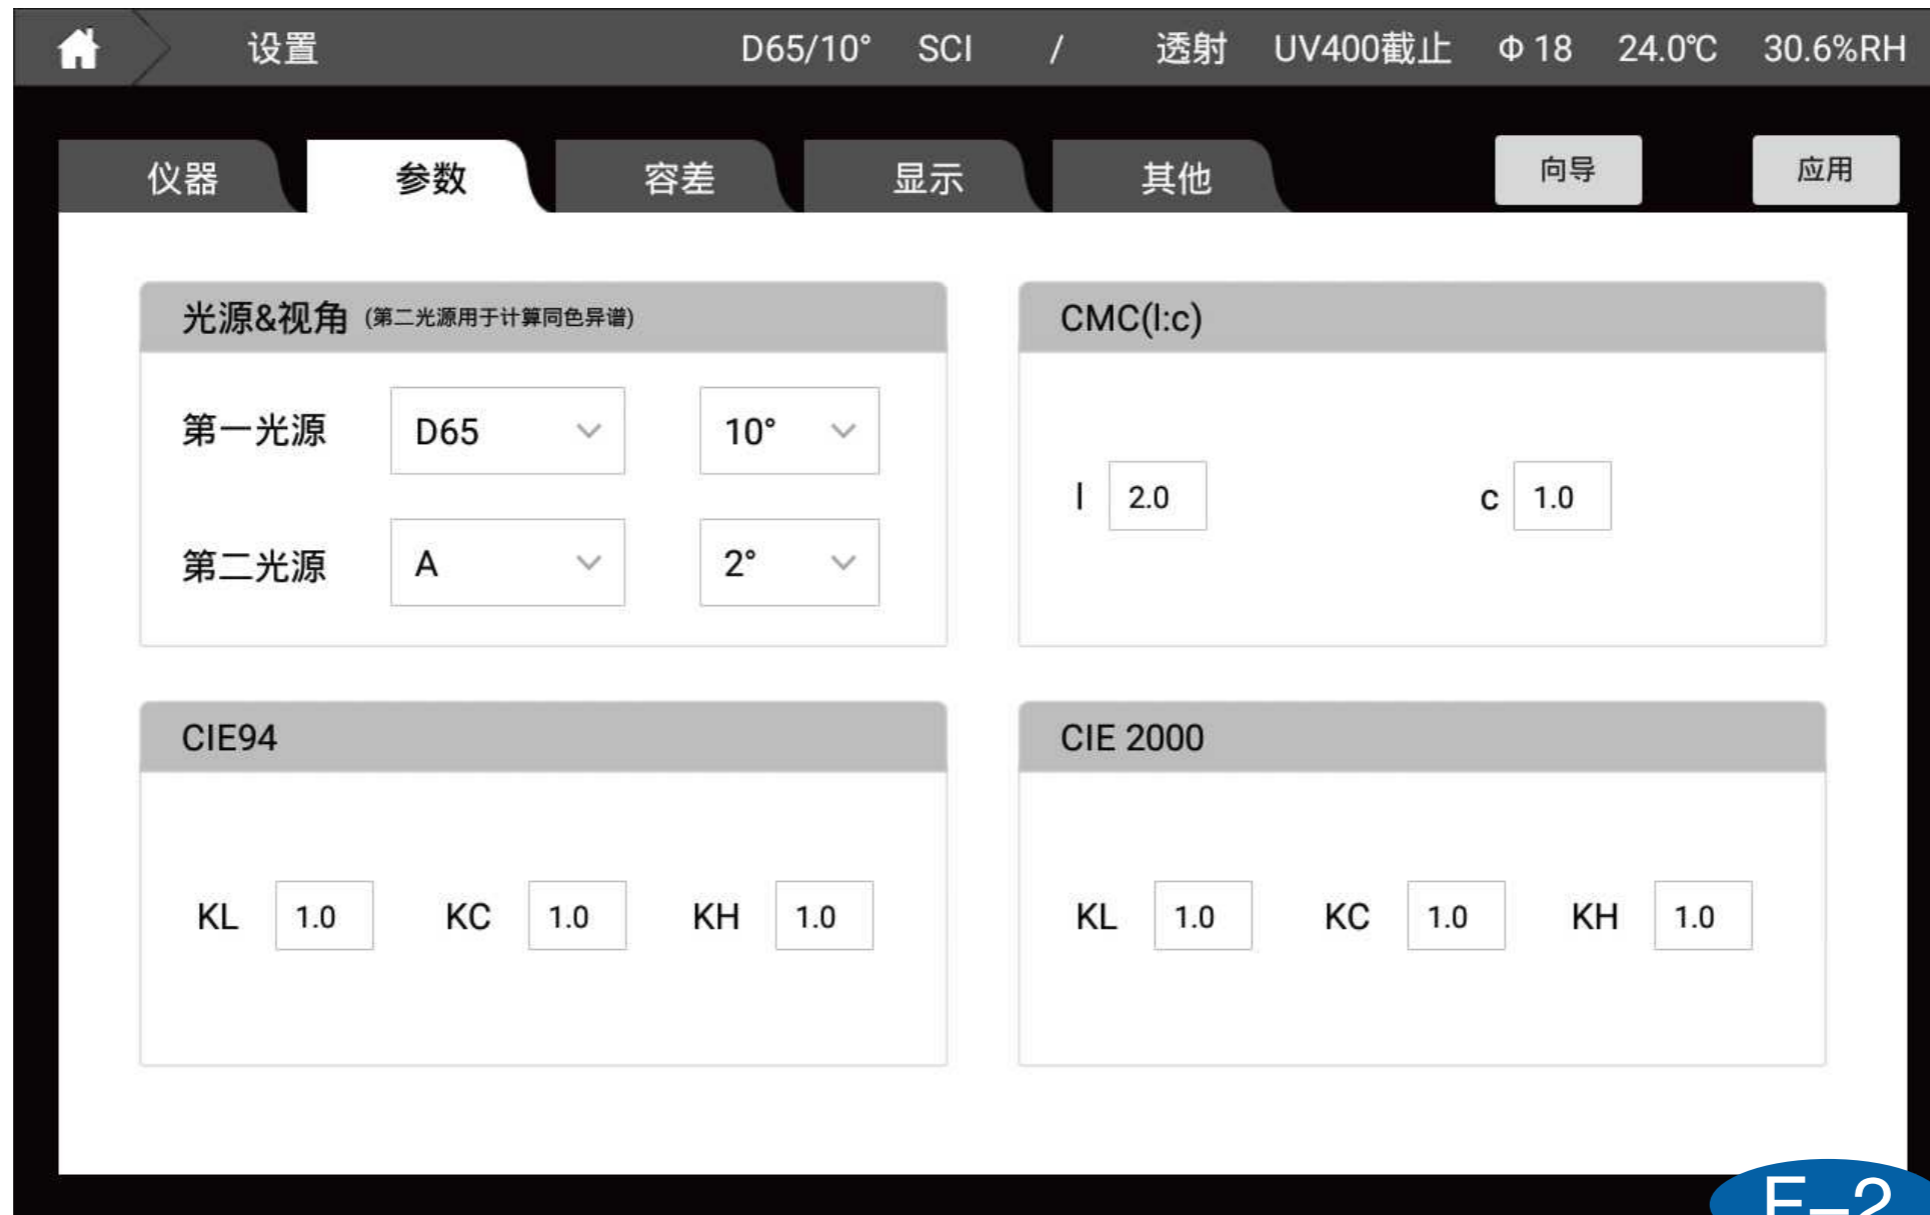 设置 D65/10° SCI / 透射 UV400截止 Φ 18 24.0℃ 30.6%RH
仪器 参数 容差 显示 其他 向导 应用
光源&视角 (第二光源用于计算同色异谱)
第一光源 D65 10°
第二光源 A 2°
CMC(l:c)
l 2.0 c 1.0
CIE94
KL 1.0 KC 1.0 KH 1.0
CIE 2000
KL 1.0 KC 1.0 KH 1.0